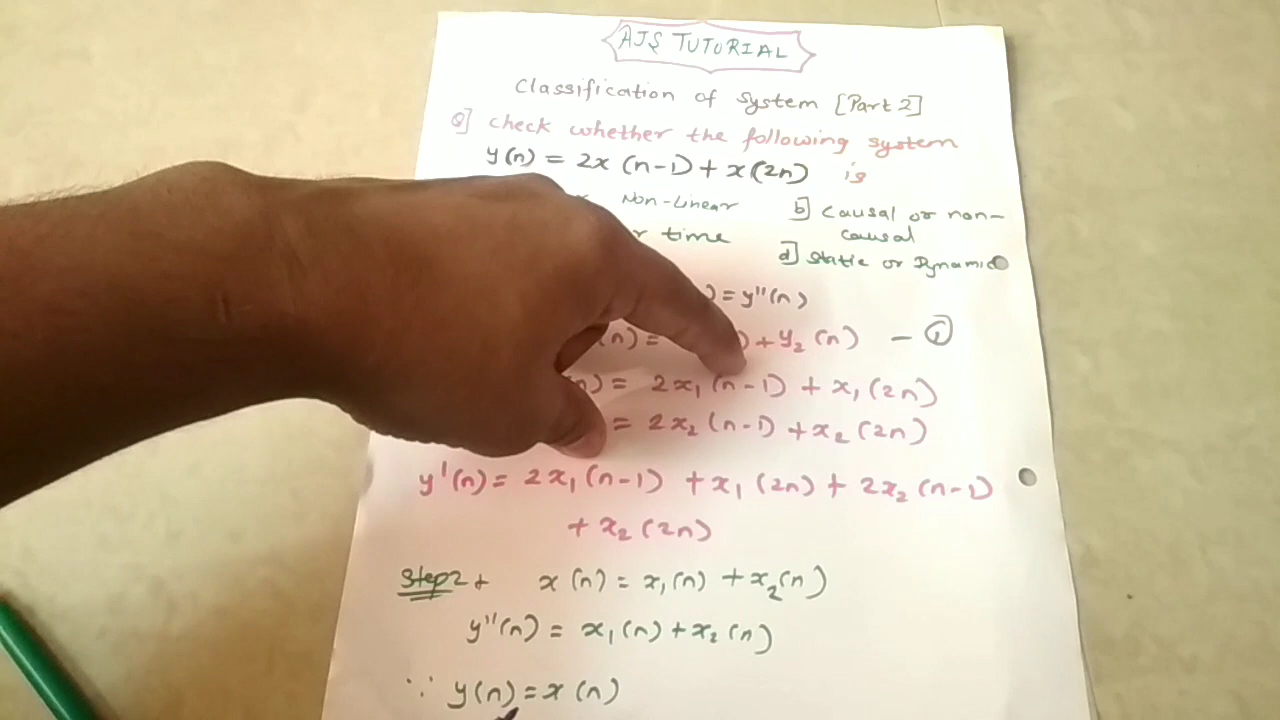 AJS TUTORIAL
Classification of System [Part 2]
Q] check whether the following system
y(n) = 2x(n-1) + x(2n) is
Non-Linear b] Causal or non-
causal
time d] Static or Dynamic
) = y''(n)
(n) = ) + y₂(n) — ①
(n) = 2x₁(n-1) + x₁(2n)
= 2x₂(n-1) + x₂(2n)
y'(n) = 2x₁(n-1) + x₁(2n) + 2x₂(n-1)
+ x₂(2n)
Step2 + x(n) = x₁(n) + x₂(n)
y''(n) = x₁(n) + x₂(n)
∵ y(n) = x(n)